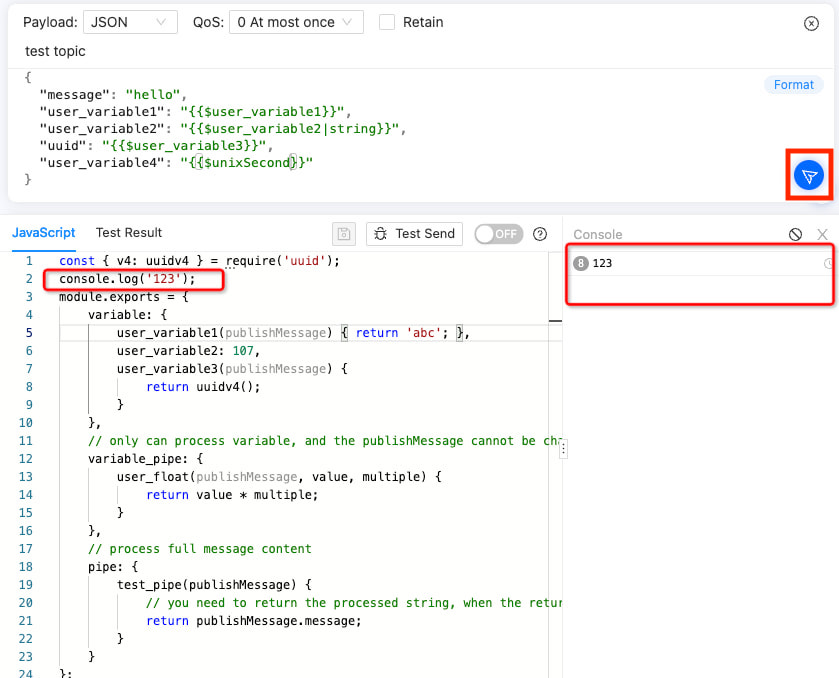 Payload: JSON QoS: 0 At most once Retain
test topic
{
Format
"message": "hello",
"user_variable1": "{{$user_variable1}}",
"user_variable2": "{{$user_variable2|string}}",
"uuid": "{{$user_variable3}}",
"user_variable4": "{{$unixSecond}}"
}
JavaScript Test Result Test Send OFF
1 const { v4: uuidv4 } = require('uuid');
2 console.log('123');
3 module.exports = {
4 variable: {
5 user_variable1(publishMessage) { return 'abc'; },
6 user_variable2: 107,
7 user_variable3(publishMessage) {
8 return uuidv4();
9 }
10 },
11 // only can process variable, and the publishMessage cannot be cha
12 variable_pipe: {
13 user_float(publishMessage, value, multiple) {
14 return value * multiple;
15 }
16 },
17 // process full message content
18 pipe: {
19 test_pipe(publishMessage) {
20 // you need to return the processed string, when the retur
21 return publishMessage.message;
22 }
23 }
24 };
Console
8 123